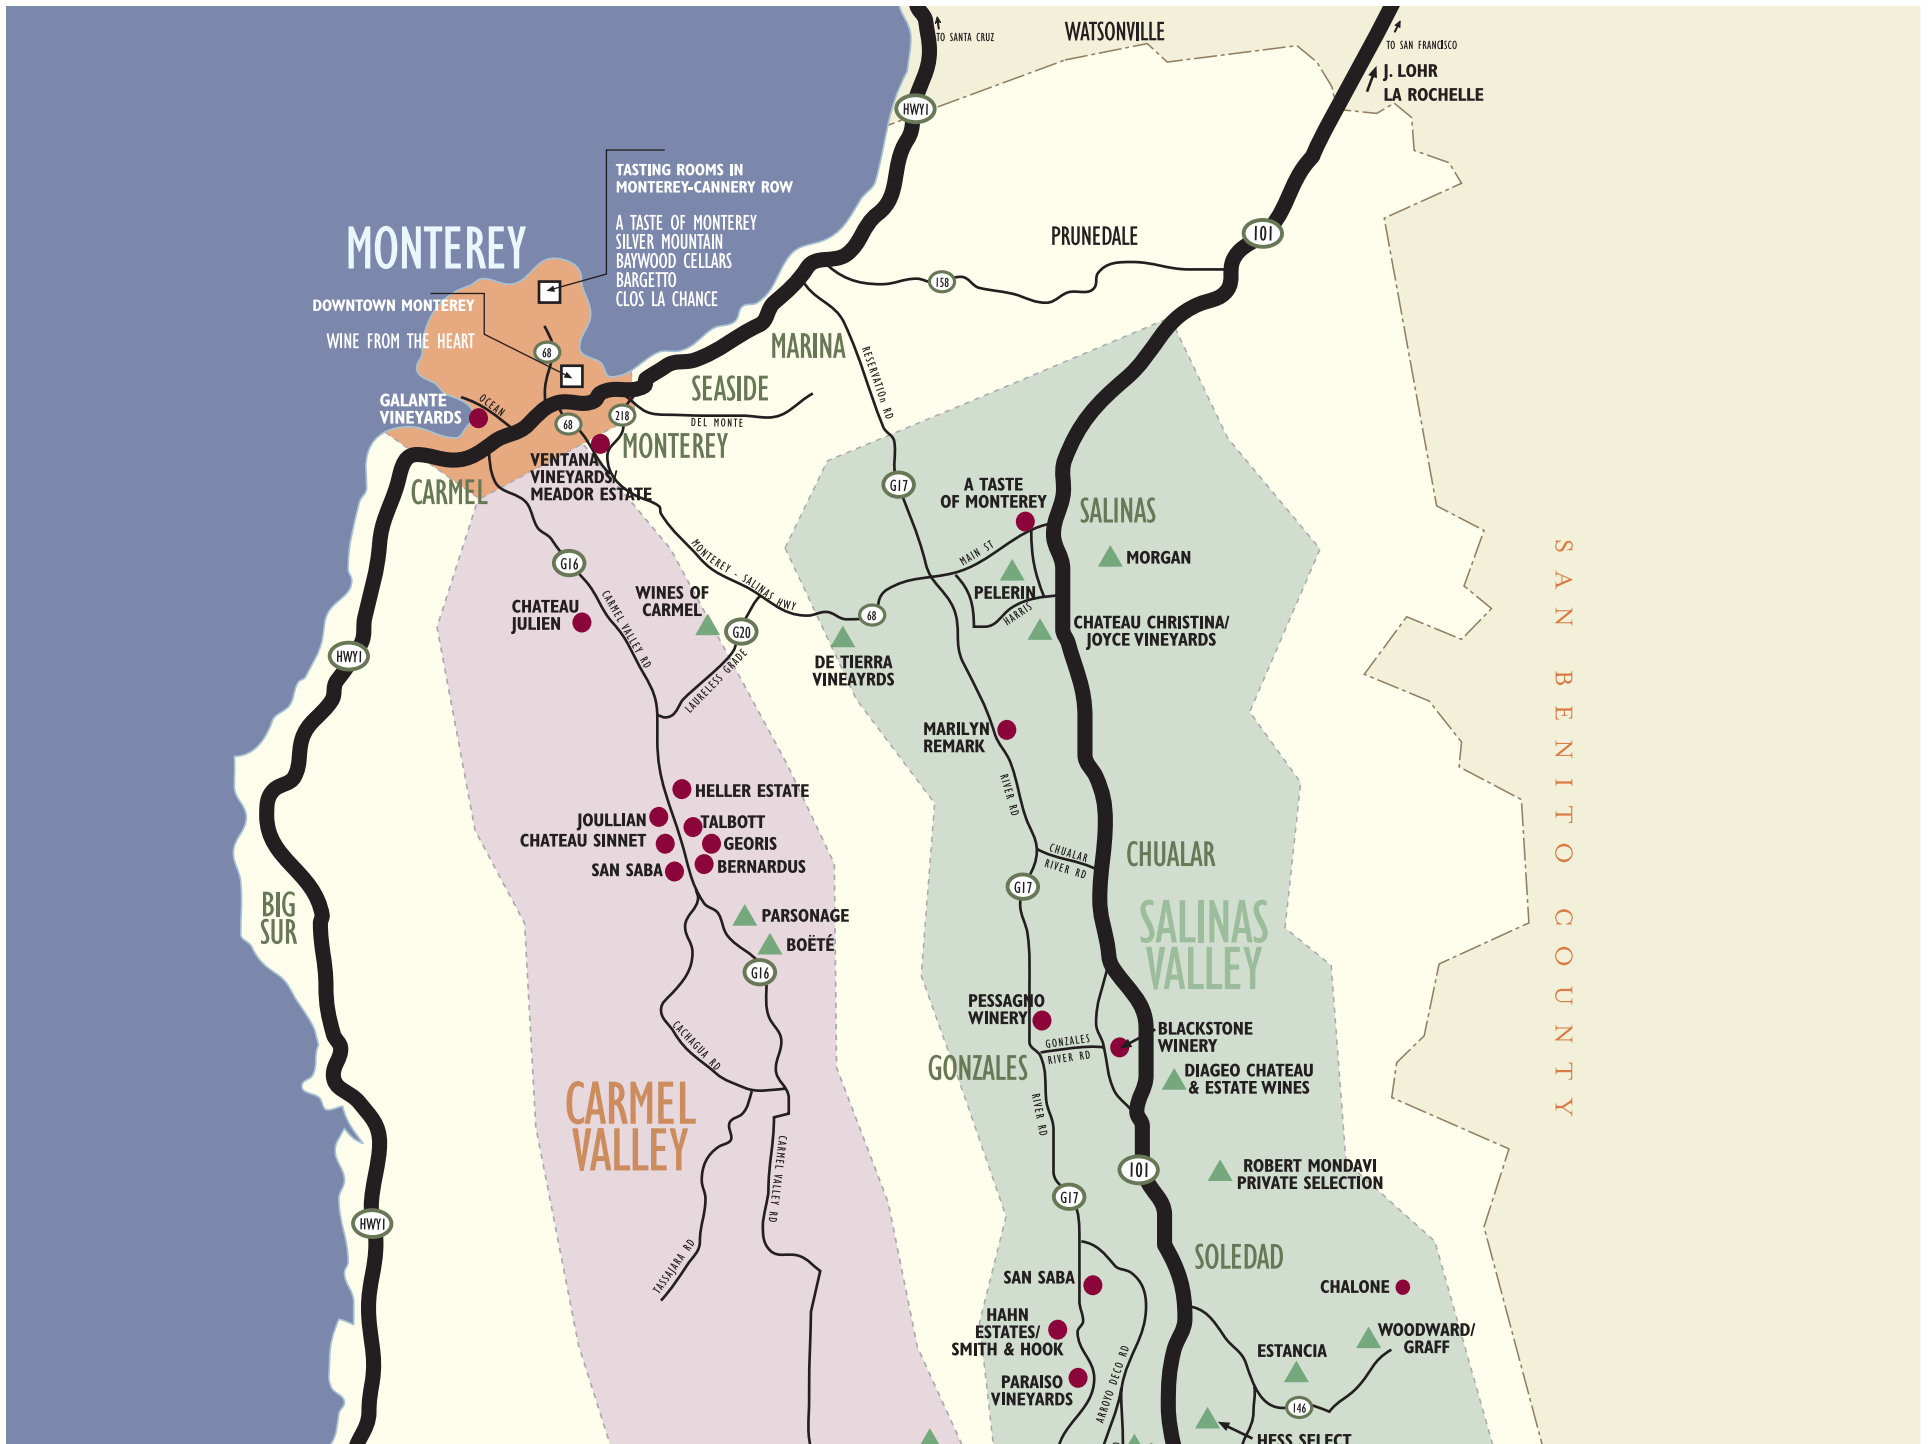 TO SANTA CRUZ
WATSONVILLE
TO SAN FRANCISCO
J. LOHR
LA ROCHELLE
HWY1
TASTING ROOMS IN
MONTEREY-CANNERY ROW
A TASTE OF MONTEREY
SILVER MOUNTAIN
BAYWOOD CELLARS
BARGETTO
CLOS LA CHANCE
MONTEREY
DOWNTOWN MONTEREY
WINE FROM THE HEART
PRUNEDALE
101
158
MARINA
RESERVATIOn RD
SEASIDE
DEL MONTE
68
GALANTE
VINEYARDS
OCEAN
68
218
MONTEREY
VENTANA
VINEYARDS/
MEADOR ESTATE
CARMEL
G17
A TASTE
OF MONTEREY
SALINAS
MORGAN
MAIN ST
PELERIN
HARRIS
CHATEAU CHRISTINA/
JOYCE VINEYARDS
G16
MONTEREY - SALINAS HWY
WINES OF
CARMEL
CHATEAU
JULIEN
CARMEL VALLEY RD
G20
LAURELESS GRADE
68
DE TIERRA
VINEAYRDS
HWY1
MARILYN
REMARK
RIVER RD
HELLER ESTATE
JOULLIAN
TALBOTT
CHATEAU SINNET
GEORIS
SAN SABA
BERNARDUS
CHUALAR
RIVER RD
CHUALAR
G17
SALINAS
VALLEY
BIG
SUR
PARSONAGE
BOËTÉ
G16
CACHAGUA RD
PESSAGNO
WINERY
GONZALES
RIVER RD
BLACKSTONE
WINERY
GONZALES
DIAGEO CHATEAU
& ESTATE WINES
RIVER RD
CARMEL
VALLEY
CARMEL VALLEY RD
TASSAJARA RD
101
ROBERT MONDAVI
PRIVATE SELECTION
G17
HWY1
SOLEDAD
SAN SABA
CHALONE
HAHN
ESTATES/
SMITH & HOOK
WOODWARD/
GRAFF
ESTANCIA
PARAISO
VINEYARDS
ARROYO DECO RD
146
HESS SELECT
SAN BENITO COUNTY